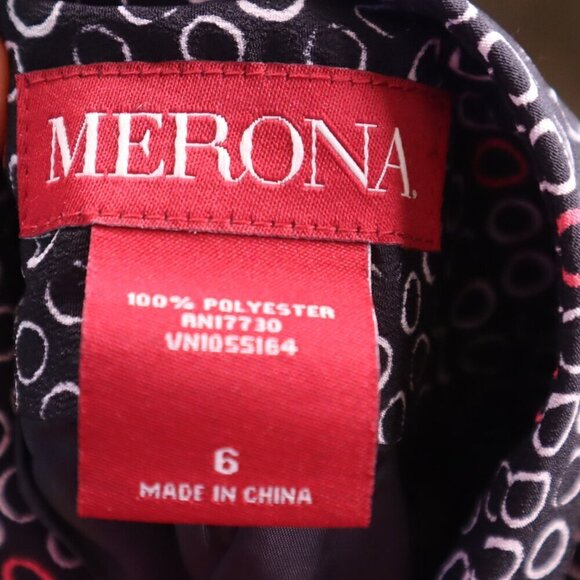 MERONA.
100% POLYESTER
RN17730
VN1055164
6
MADE IN CHINA